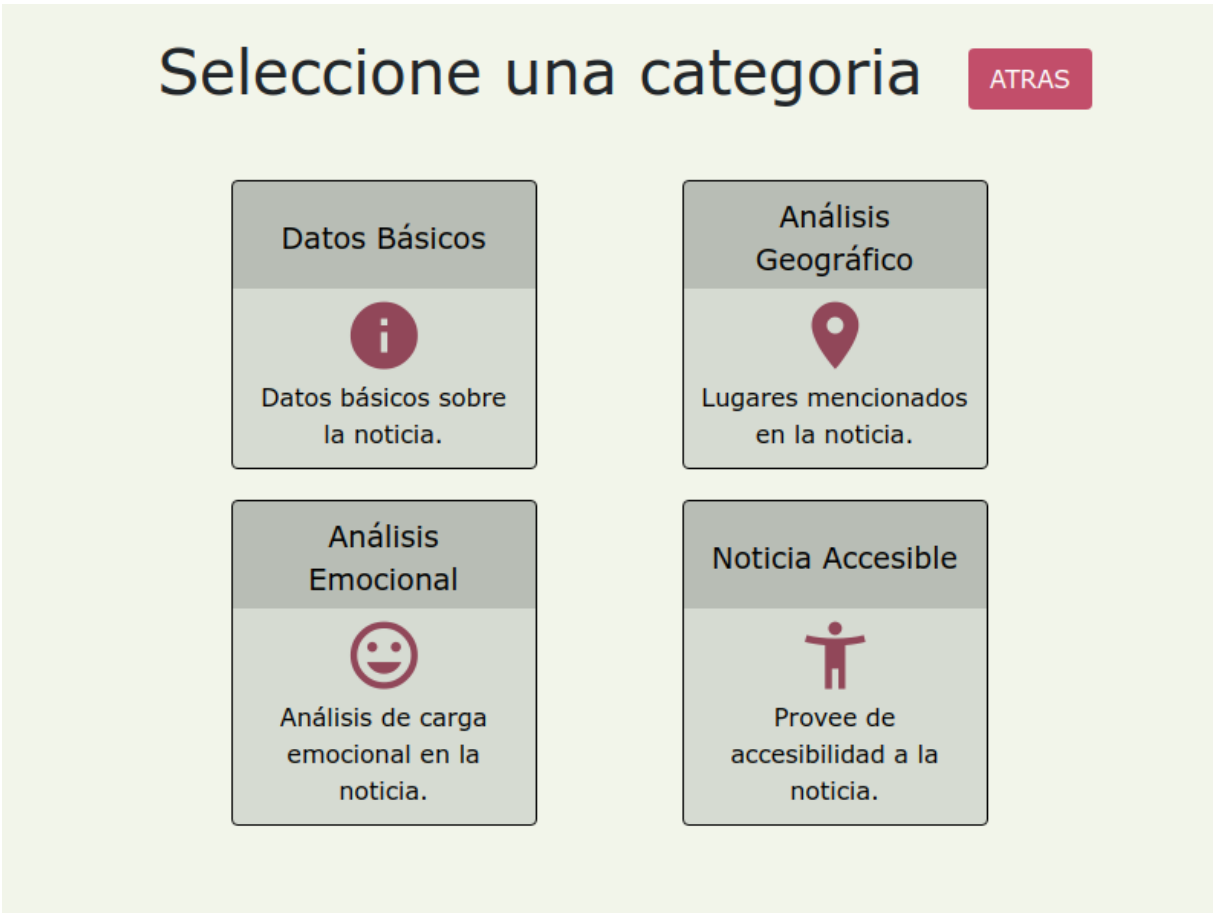 Seleccione una categoria
ATRAS
Datos Básicos
Datos básicos sobre
la noticia.
Análisis
Geográfico
Lugares mencionados
en la noticia.
Análisis
Emocional
Análisis de carga
emocional en la
noticia.
Noticia Accesible
Provee de
accesibilidad a la
noticia.